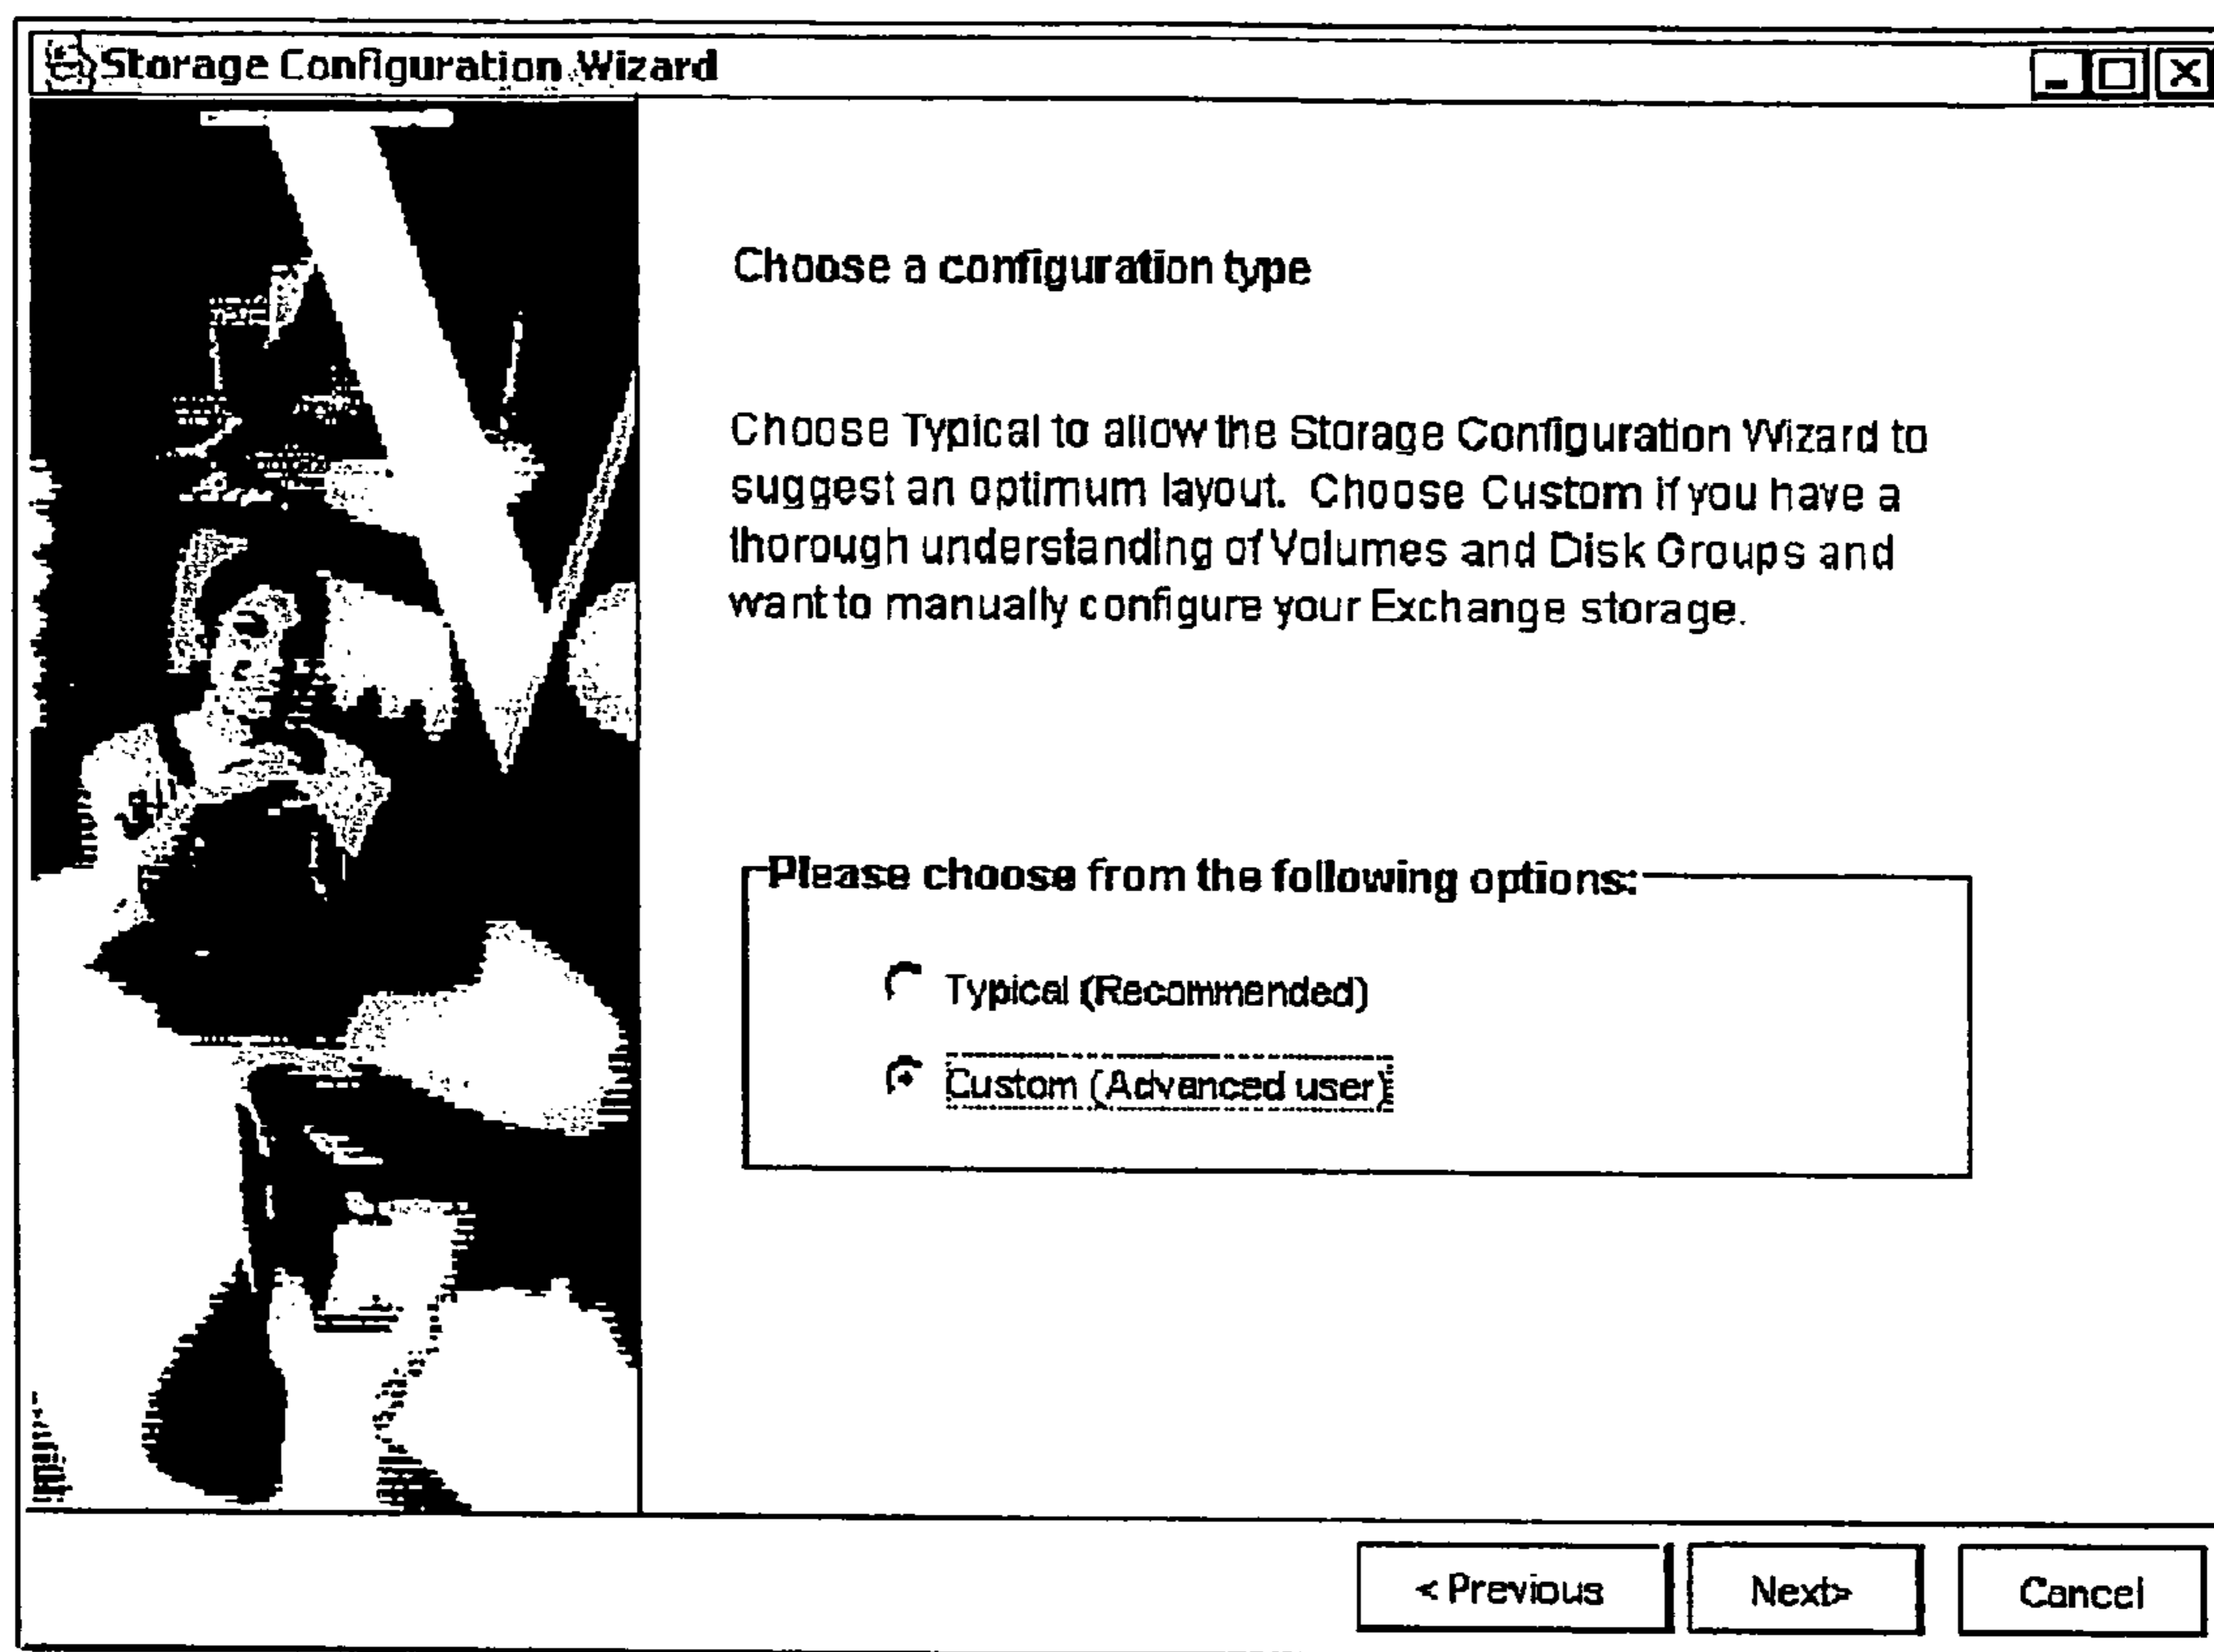 Storage Configuration Wizard
Choose a configuration type
Choose Typical to allow the Storage Configuration Wizard to
suggest an optimum layout. Choose Custom if you have a
thorough understanding of Volumes and Disk Groups and
want to manually configure your Exchange storage.
Please choose from the following options:
Typical (Recommended)
Custom (Advanced user)
< Previous
Next>
Cancel